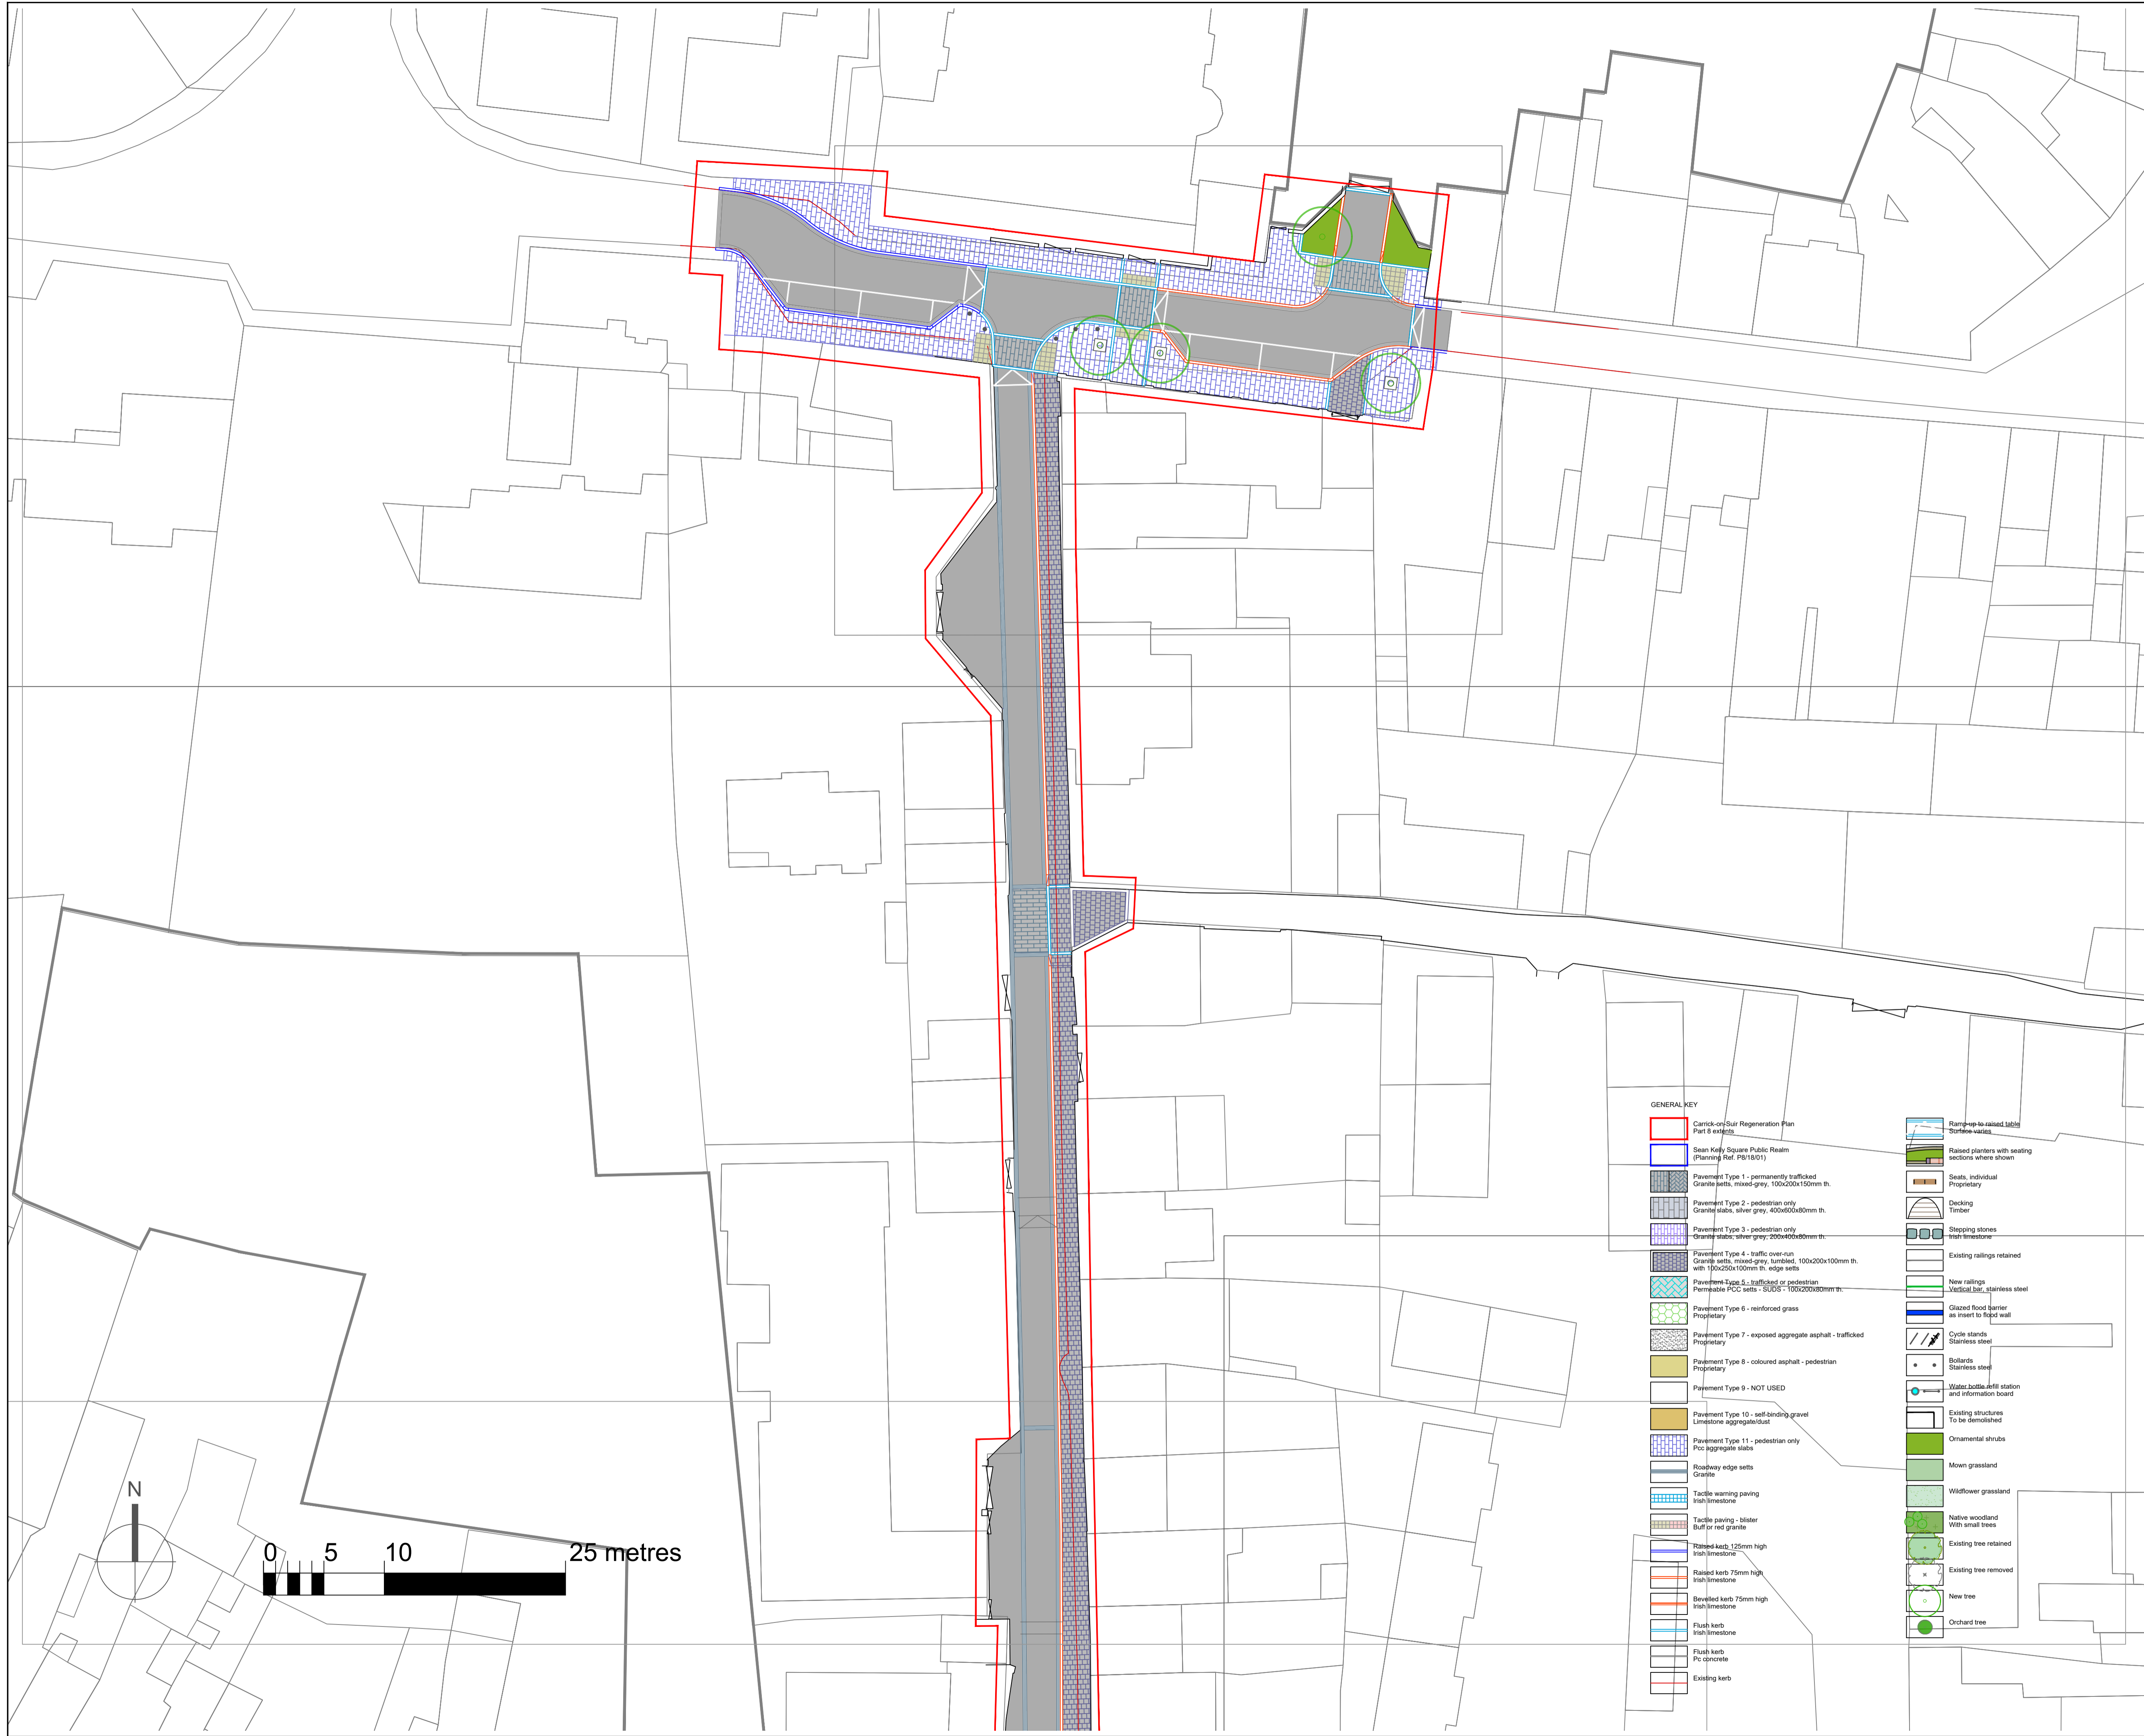 GENERAL KEY
Carrick-on-Suir Regeneration Plan
Part 8 extents
Sean Kelly Square Public Realm
(Planning Ref. P8/18/01)
Pavement Type 1 - permanently trafficked
Granite setts, mixed-grey, 100x200x150mm th.
Pavement Type 2 - pedestrian only
Granite slabs, silver grey, 400x600x80mm th.
Pavement Type 3 - pedestrian only
Granite slabs, silver grey, 200x400x80mm th.
Pavement Type 4 - traffic over-run
Granite setts, mixed-grey, tumbled, 100x200x100mm th.
with 100x250x100mm th. edge setts
Pavement Type 5 - trafficked or pedestrian
Permeable PCC setts - SUDS - 100x200x80mm th.
Pavement Type 6 - reinforced grass
Proprietary
Pavement Type 7 - exposed aggregate asphalt - trafficked
Proprietary
Pavement Type 8 - coloured asphalt - pedestrian
Proprietary
Pavement Type 9 - NOT USED
Pavement Type 10 - self-binding gravel
Limestone aggregate/dust
Pavement Type 11 - pedestrian only
Pcc aggregate slabs
Roadway edge setts
Granite
Tactile warning paving
Irish limestone
Tactile paving - blister
Buff or red granite
Raised kerb 125mm high
Irish limestone
Raised kerb 75mm high
Irish limestone
Bevelled kerb 75mm high
Irish limestone
Flush kerb
Irish limestone
Flush kerb
Pc concrete
Existing kerb
Ramp-up to raised table
Surface varies
Raised planters with seating
sections where shown
Seats, individual
Proprietary
Decking
Timber
Stepping stones
Irish limestone
Existing railings retained
New railings
Vertical bar, stainless steel
Glazed flood barrier
as insert to flood wall
Cycle stands
Stainless steel
Bollards
Stainless steel
Water bottle refill station
and information board
Existing structures
To be demolished
Ornamental shrubs
Mown grassland
Wildflower grassland
Native woodland
With small trees
Existing tree retained
Existing tree removed
New tree
Orchard tree
N
0 5 10 25 metres